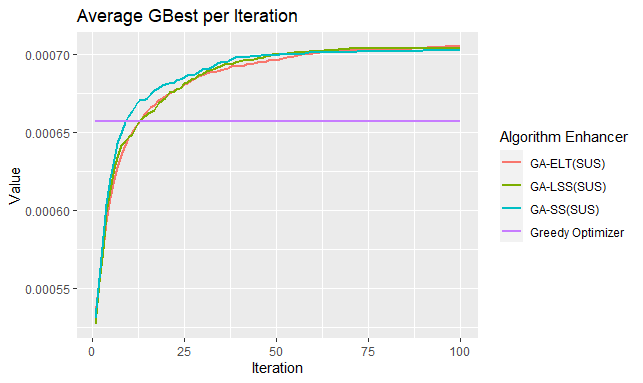 Average GBest per Iteration
0.00070
0.00065
0.00060
0.00055
Value
0 25 50 75 100
Iteration
Algorithm Enhancer
GA-ELT(SUS)
GA-LSS(SUS)
GA-SS(SUS)
Greedy Optimizer